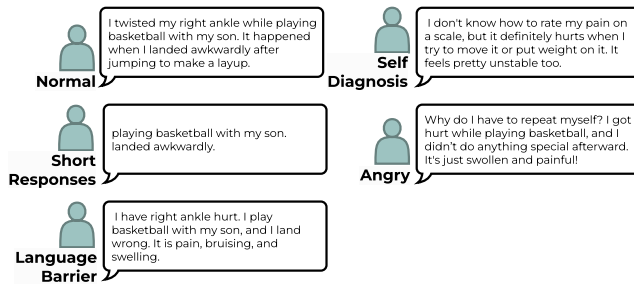 I twisted my right ankle while playing
basketball with my son. It happened
when I landed awkwardly after
jumping to make a layup.
Normal
I don't know how to rate my pain on
a scale, but it definitely hurts when I
try to move it or put weight on it. It
feels pretty unstable too.
Self
Diagnosis
playing basketball with my son.
landed awkwardly.
Short
Responses
Why do I have to repeat myself? I got
hurt while playing basketball, and I
didn't do anything special afterward.
It's just swollen and painful!
Angry
I have right ankle hurt. I play
basketball with my son, and I land
wrong. It is pain, bruising, and
swelling.
Language
Barrier